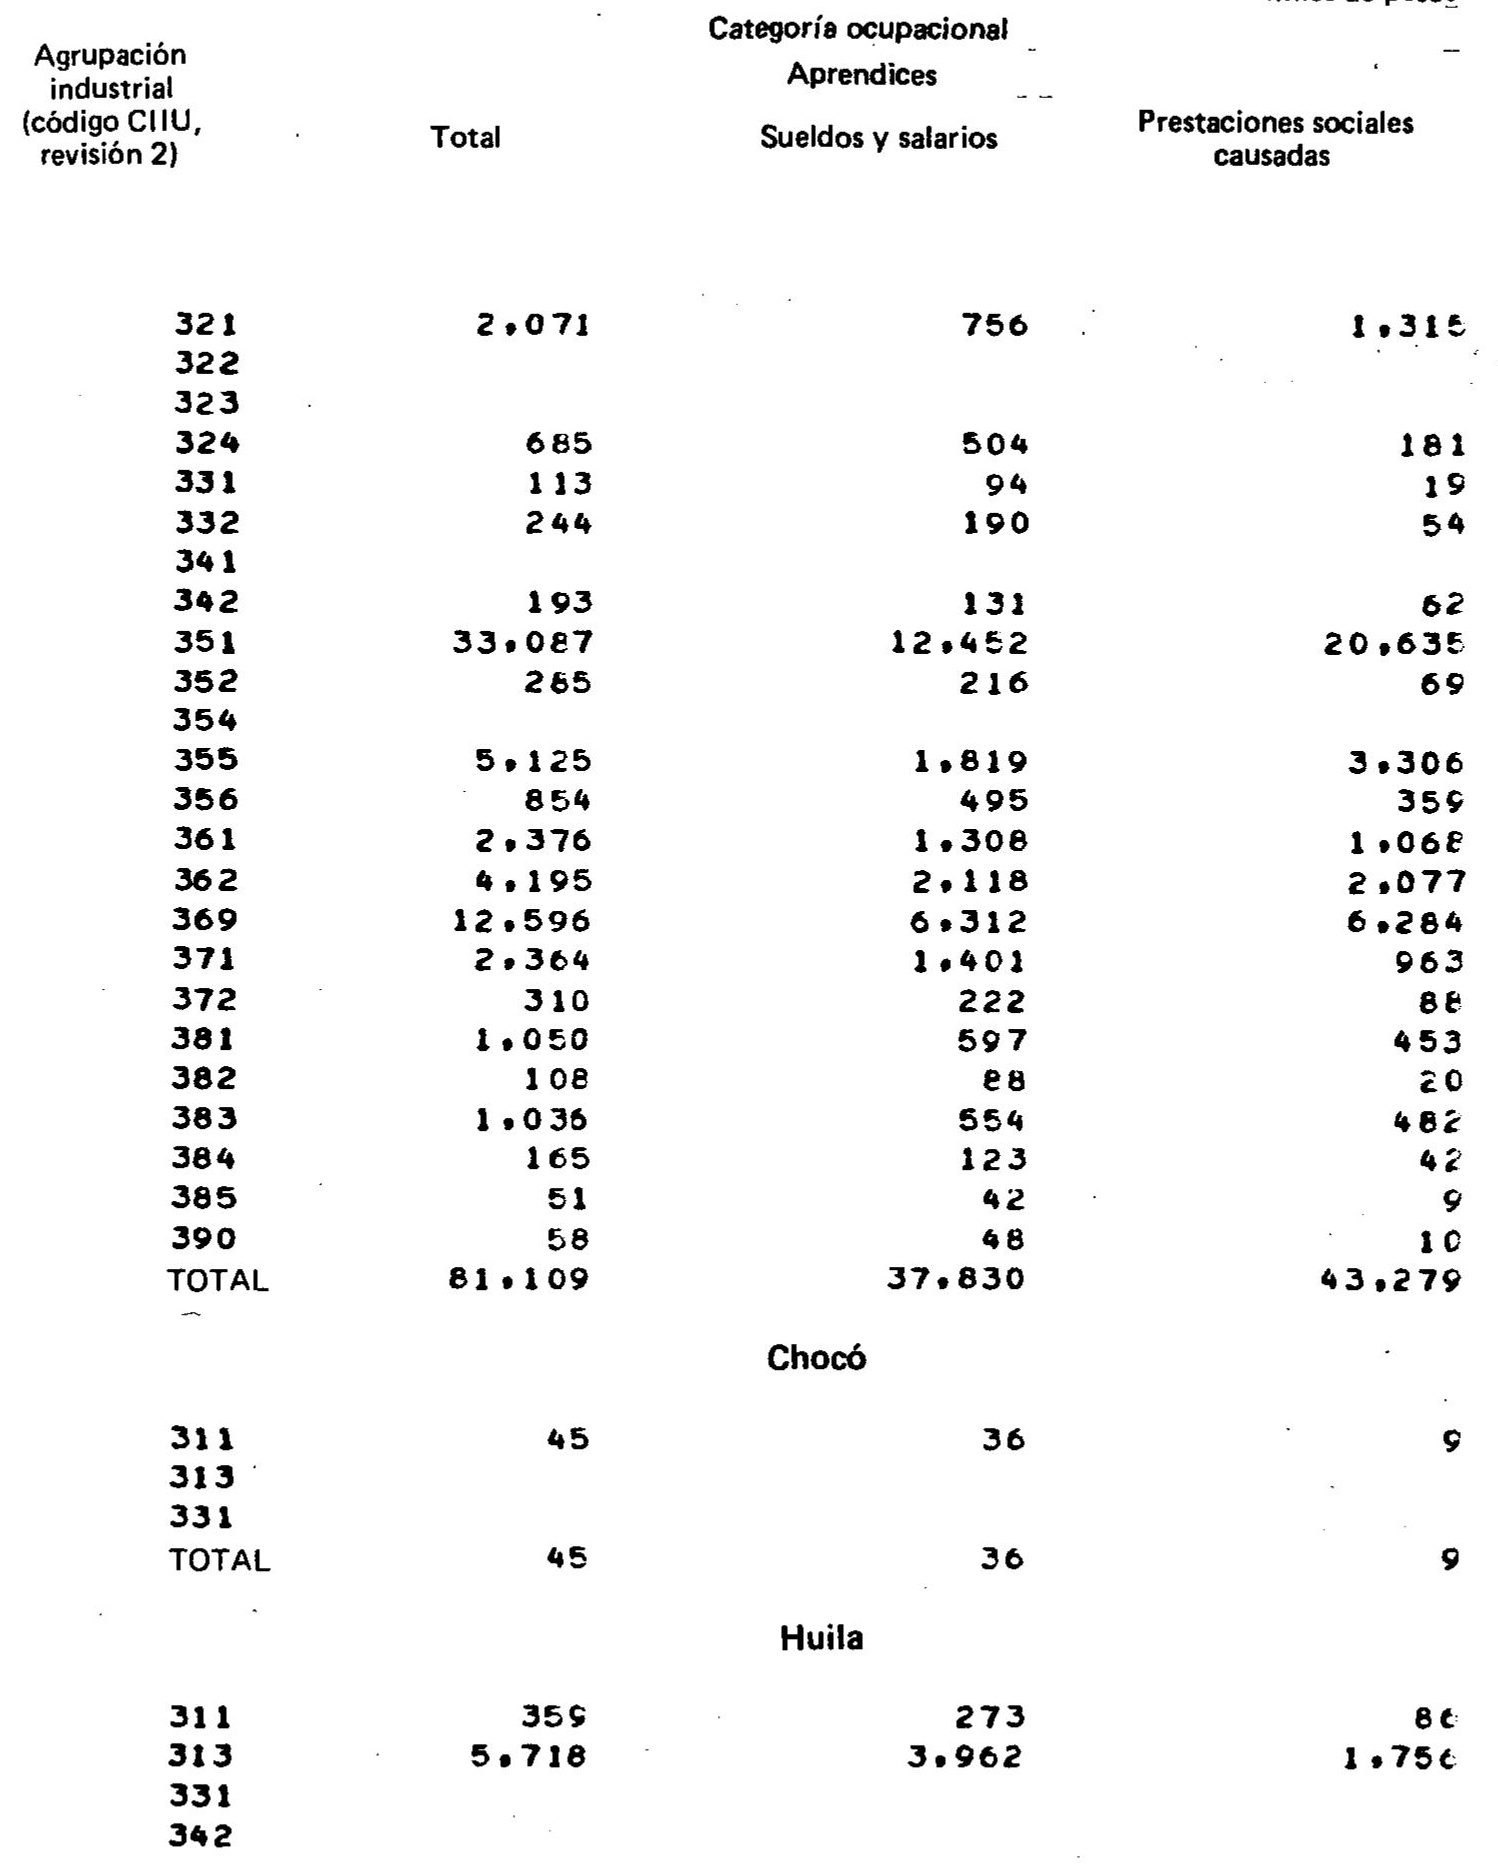 Categoría ocupacional
Agrupación
industrial
(código CIIU,
revisión 2)
Aprendices
Total
Sueldos y salarios
Prestaciones sociales
causadas
321 2.071 756 1.315
322
323
324 685 504 181
331 113 94 19
332 244 190 54
341
342 193 131 62
351 33.087 12.452 20.635
352 285 216 69
354
355 5.125 1.819 3.306
356 854 495 359
361 2.376 1.308 1.068
362 4.195 2.118 2.077
369 12.596 6.312 6.284
371 2.364 1.401 963
372 310 222 88
381 1.050 597 453
382 108 88 20
383 1.036 554 482
384 165 123 42
385 51 42 9
390 58 48 10
TOTAL 81.109 37.830 43.279
Chocó
311 45 36 9
313
331
TOTAL 45 36 9
Huila
311 359 273 86
313 5.718 3.962 1.756
331
342